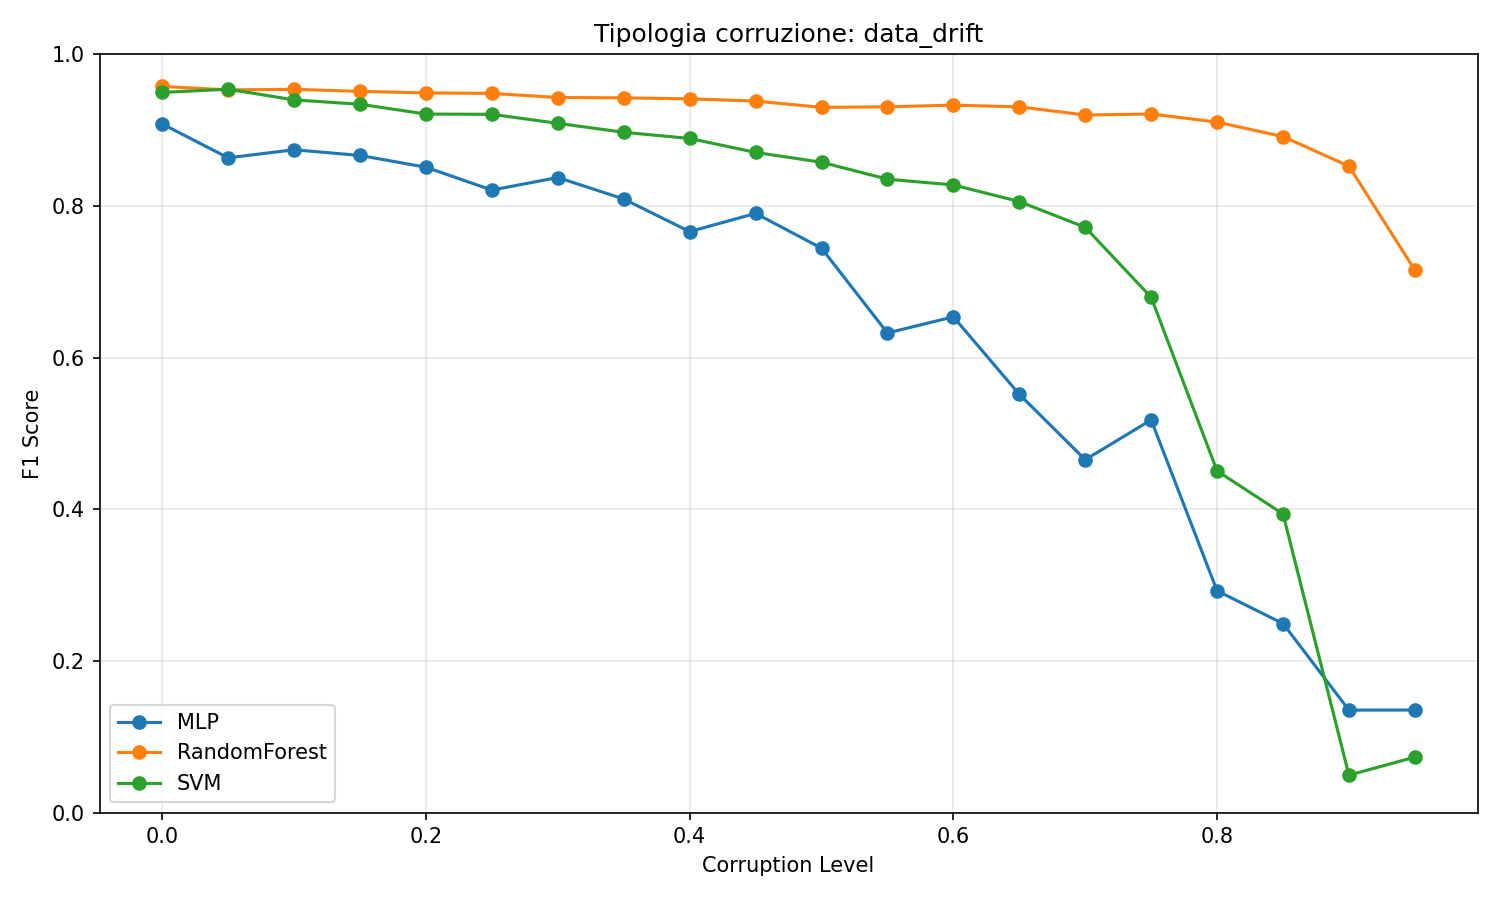 Tipologia corruzione: data_drift
1.0
0.8
0.6
0.4
0.2
0.0
F1 Score
MLP
RandomForest
SVM
0.0 0.2 0.4 0.6 0.8
Corruption Level